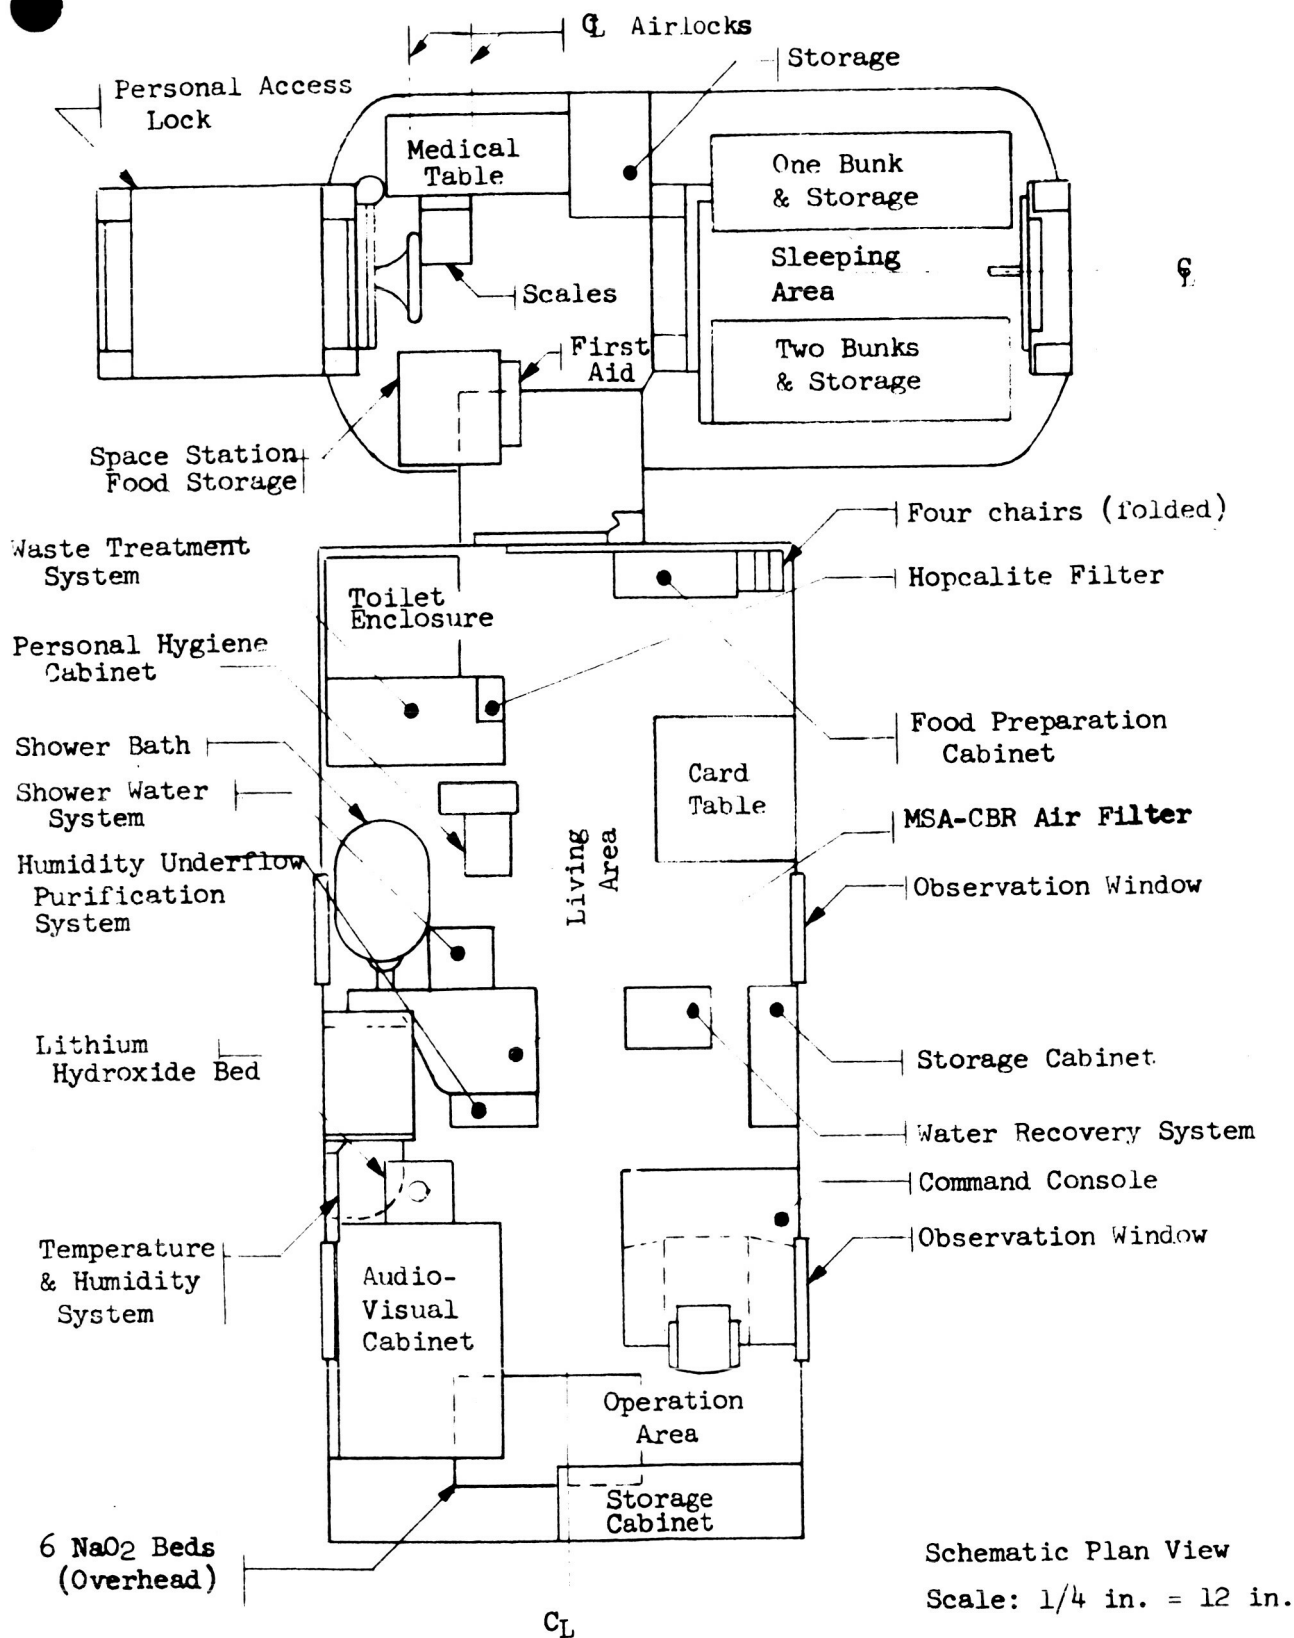 C̲L Airlocks
Storage
Personal Access
Lock
Medical
Table
One Bunk
& Storage
Sleeping
Area
C̲L
Scales
First
Aid
Two Bunks
& Storage
Space Station
Food Storage
Four chairs (folded)
Waste Treatment
System
Hopcalite Filter
Toilet
Enclosure
Personal Hygiene
Cabinet
Food Preparation
Cabinet
Shower Bath
Card
Table
Shower Water
System
MSA-CBR Air Filter
Living
Area
Humidity Underflow
Purification
System
Observation Window
Lithium
Hydroxide Bed
Storage Cabinet
Water Recovery System
Command Console
Observation Window
Temperature
& Humidity
System
Audio-
Visual
Cabinet
Operation
Area
Storage
Cabinet
6 NaO2 Beds
(Overhead)
Schematic Plan View
Scale: 1/4 in. = 12 in.
CL